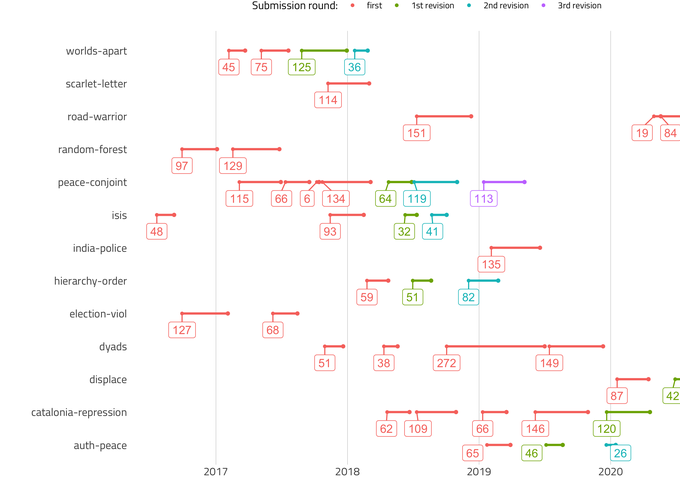 Submission round: first 1st revision 2nd revision 3rd revision
worlds-apart
45 75 125 36
scarlet-letter
114
road-warrior
151 19 84
random-forest
97 129
peace-conjoint
115 66 6 134 64 119 113
isis
48 93 32 41
india-police
135
hierarchy-order
59 51 82
election-viol
127 68
dyads
51 38 272 149
displace
87 42
catalonia-repression
62 109 66 146 120
auth-peace
65 46 26
2017 2018 2019 2020